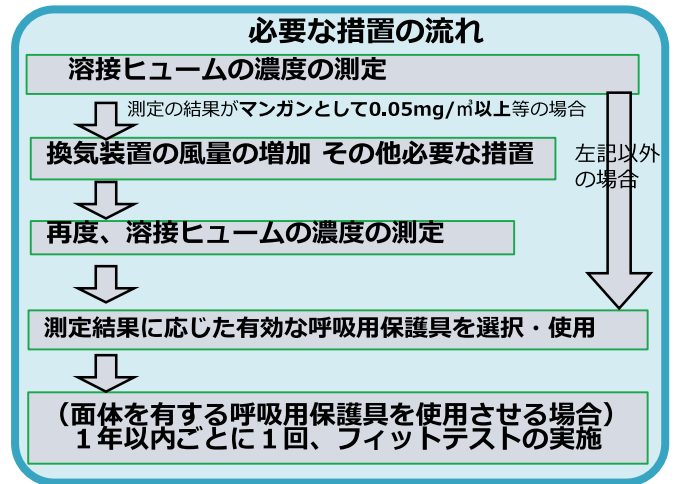 必要な措置の流れ
溶接ヒュームの濃度の測定
測定の結果がマンガンとして0.05mg/㎥以上等の場合
換気装置の風量の増加 その他必要な措置
左記以外
の場合
再度、溶接ヒュームの濃度の測定
測定結果に応じた有効な呼吸用保護具を選択・使用
（面体を有する呼吸用保護具を使用させる場合）
１年以内ごとに１回、フィットテストの実施